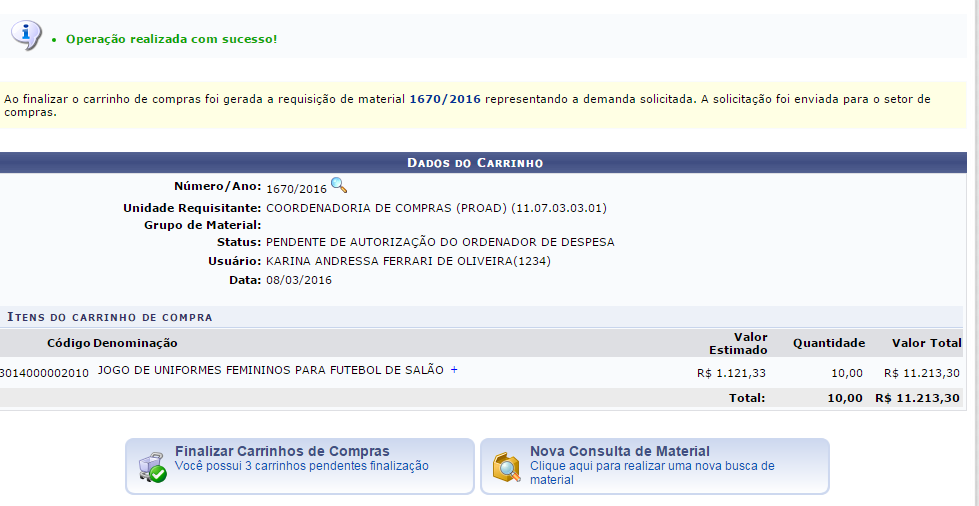 Operação realizada com sucesso!
Ao finalizar o carrinho de compras foi gerada a requisição de material 1670/2016 representando a demanda solicitada. A solicitação foi enviada para o setor de
compras.
Dados do Carrinho
Número/Ano: 1670/2016
Unidade Requisitante: COORDENADORIA DE COMPRAS (PROAD) (11.07.03.03.01)
Grupo de Material:
Status: PENDENTE DE AUTORIZAÇÃO DO ORDENADOR DE DESPESA
Usuário: KARINA ANDRESSA FERRARI DE OLIVEIRA(1234)
Data: 08/03/2016
Itens do carrinho de compra
Código Denominação Valor Estimado Quantidade Valor Total
3014000002010 JOGO DE UNIFORMES FEMININOS PARA FUTEBOL DE SALÃO + R$ 1.121,33 10,00 R$ 11.213,30
Total: 10,00 R$ 11.213,30
Finalizar Carrinhos de Compras
Você possui 3 carrinhos pendentes finalização
Nova Consulta de Material
Clique aqui para realizar uma nova busca de
material